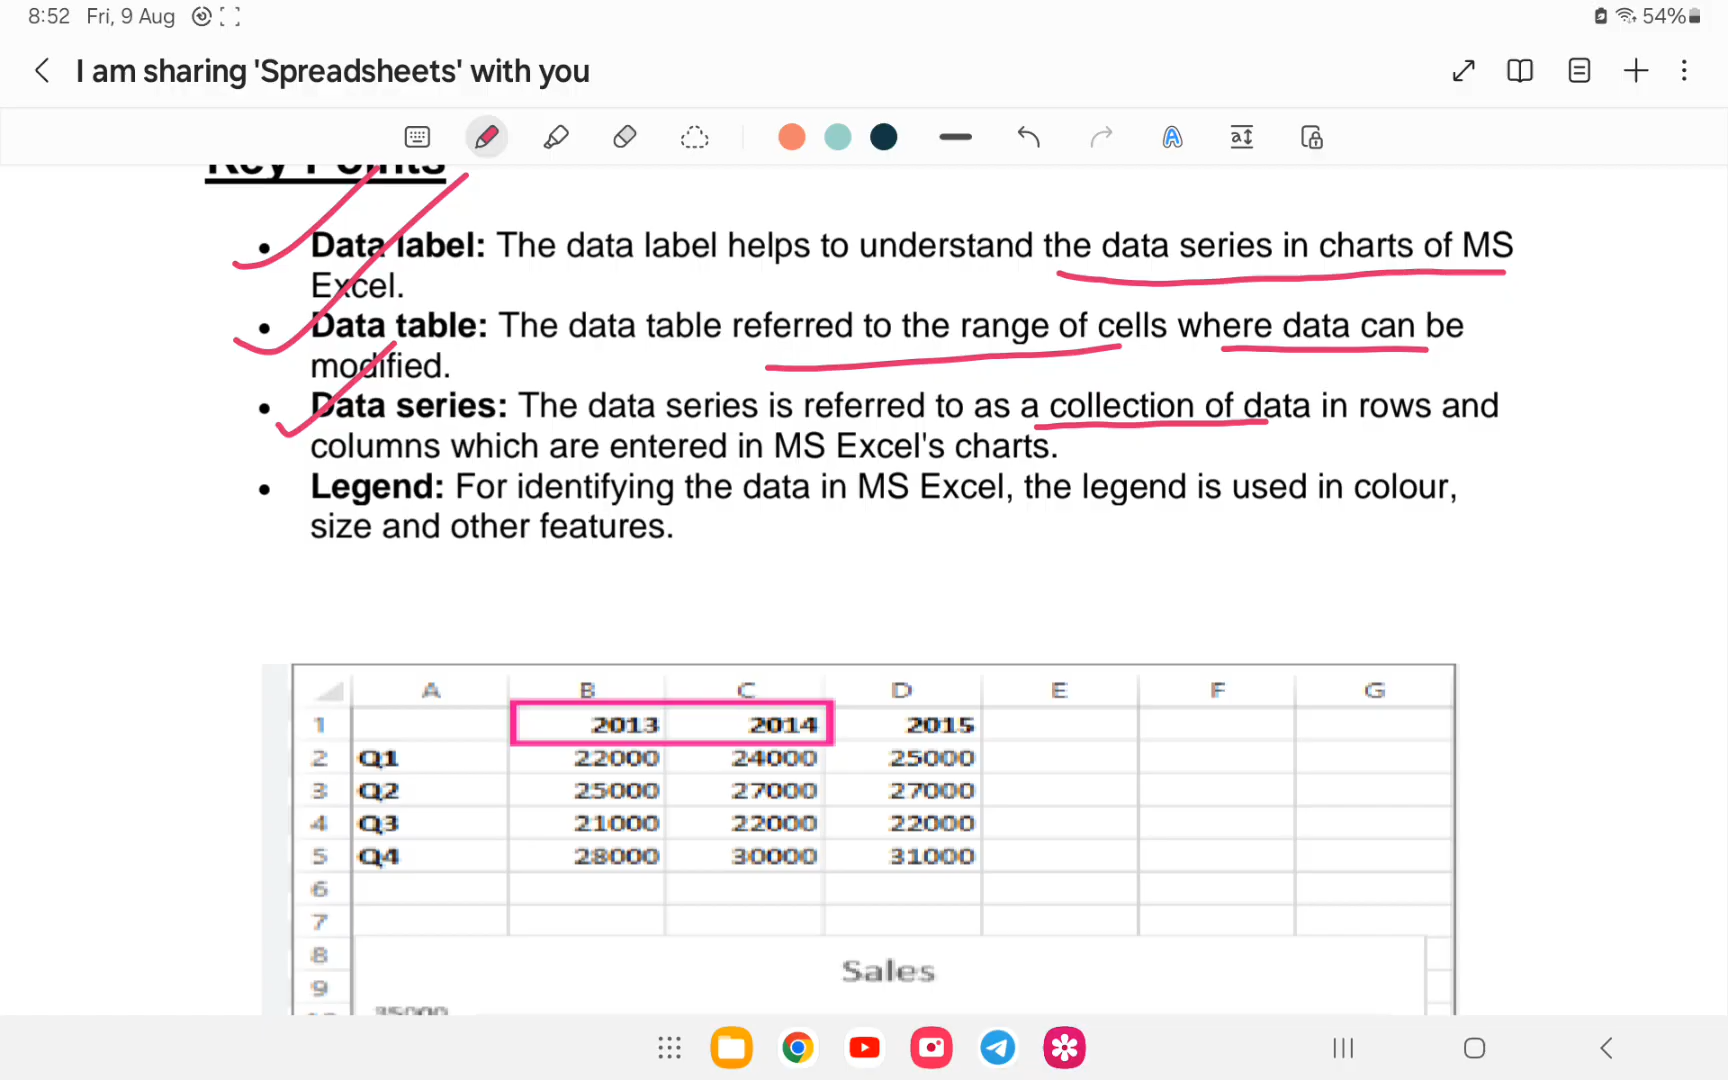 8:52 Fri, 9 Aug 54%
I am sharing 'Spreadsheets' with you
Key Points
• Data label: The data label helps to understand the data series in charts of MS
Excel.
• Data table: The data table referred to the range of cells where data can be
modified.
• Data series: The data series is referred to as a collection of data in rows and
columns which are entered in MS Excel's charts.
• Legend: For identifying the data in MS Excel, the legend is used in colour,
size and other features.
A B C D E F G
1 2013 2014 2015
2 Q1 22000 24000 25000
3 Q2 25000 27000 27000
4 Q3 21000 22000 22000
5 Q4 28000 30000 31000
6
7
8
Sales
9
35000